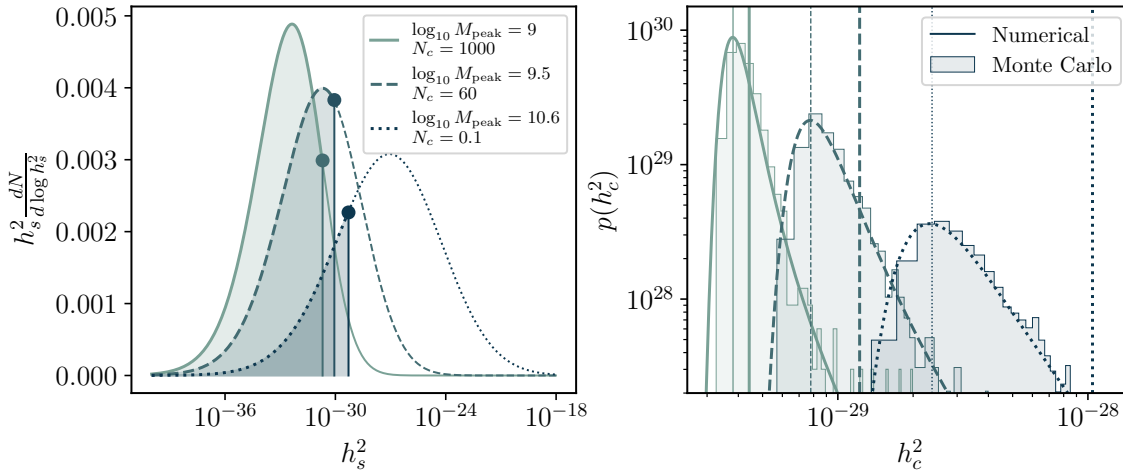 0.005
0.004
0.003
0.002
0.001
0.000
h_s^2 dN / d log h_s^2
log_10 M_peak = 9
N_c = 1000
log_10 M_peak = 9.5
N_c = 60
log_10 M_peak = 10.6
N_c = 0.1
10^-36 10^-30 10^-24 10^-18
h_s^2
10^30
10^29
10^28
p(h_c^2)
Numerical
Monte Carlo
10^-29 10^-28
h_c^2